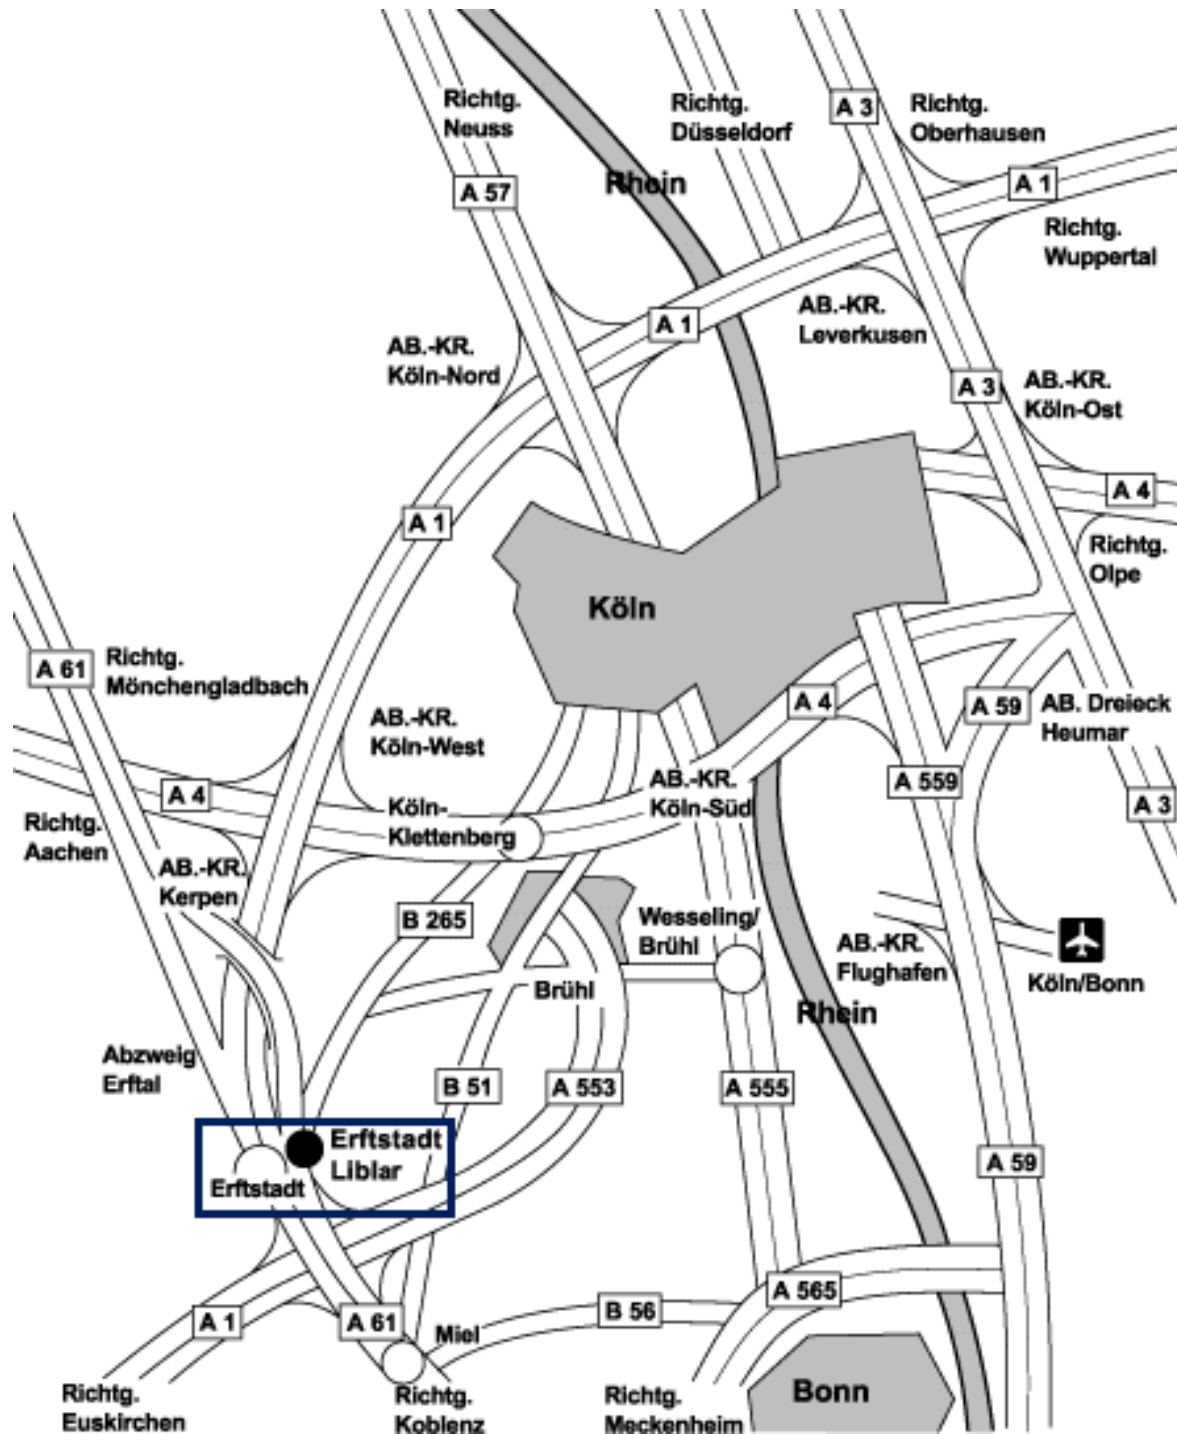 Richtg.
Neuss
Richtg.
Düsseldorf
A 3
Richtg.
Oberhausen
Rhein
A 57
A 1
Richtg.
Wuppertal
A 1
AB.-KR.
Leverkusen
AB.-KR.
Köln-Nord
A 3
AB.-KR.
Köln-Ost
A 4
A 1
Richtg.
Olpe
Köln
A 61
Richtg.
Mönchengladbach
AB.-KR.
Köln-West
A 4
A 59
AB. Dreieck
Heumar
A 4
AB.-KR.
Köln-Süd
A 559
A 3
Köln-
Klettenberg
Richtg.
Aachen
AB.-KR.
Kerpen
B 265
Wesseling/
Brühl
AB.-KR.
Flughafen
Köln/Bonn
Brühl
Rhein
Abzweig
Erftal
B 51
A 553
A 555
Erftstadt
Liblar
Erftstadt
A 59
A 565
A 1
A 61
Miel
B 56
Richtg.
Euskirchen
Richtg.
Koblenz
Richtg.
Meckenheim
Bonn